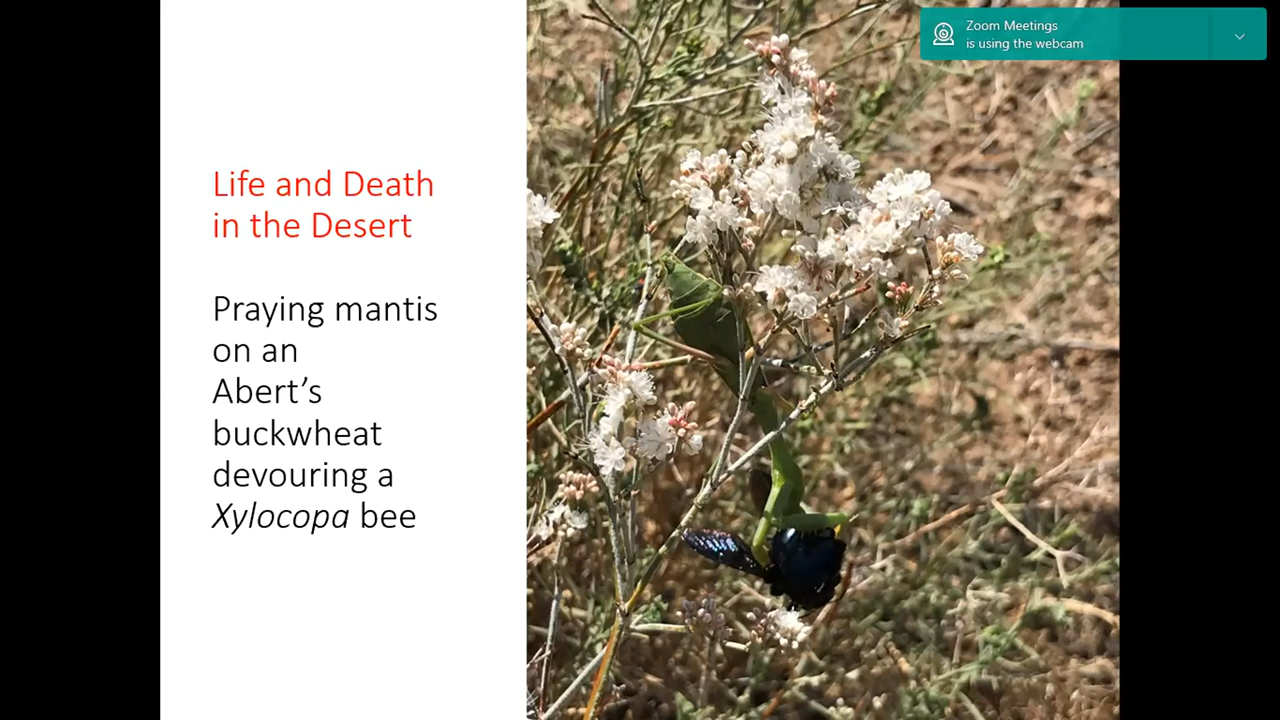 Zoom Meetings
is using the webcam
Life and Death
in the Desert
Praying mantis
on an
Abert’s
buckwheat
devouring a
Xylocopa bee